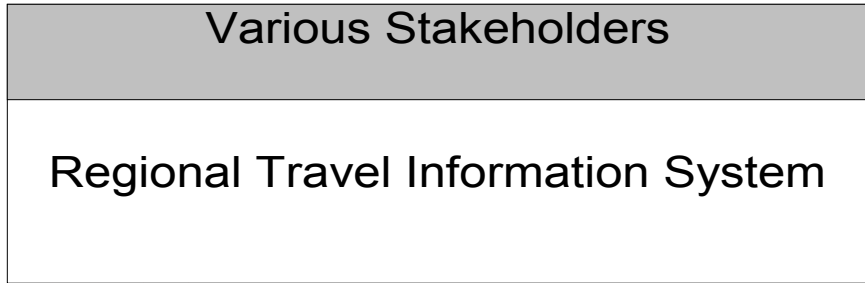 Various Stakeholders
Regional Travel Information System